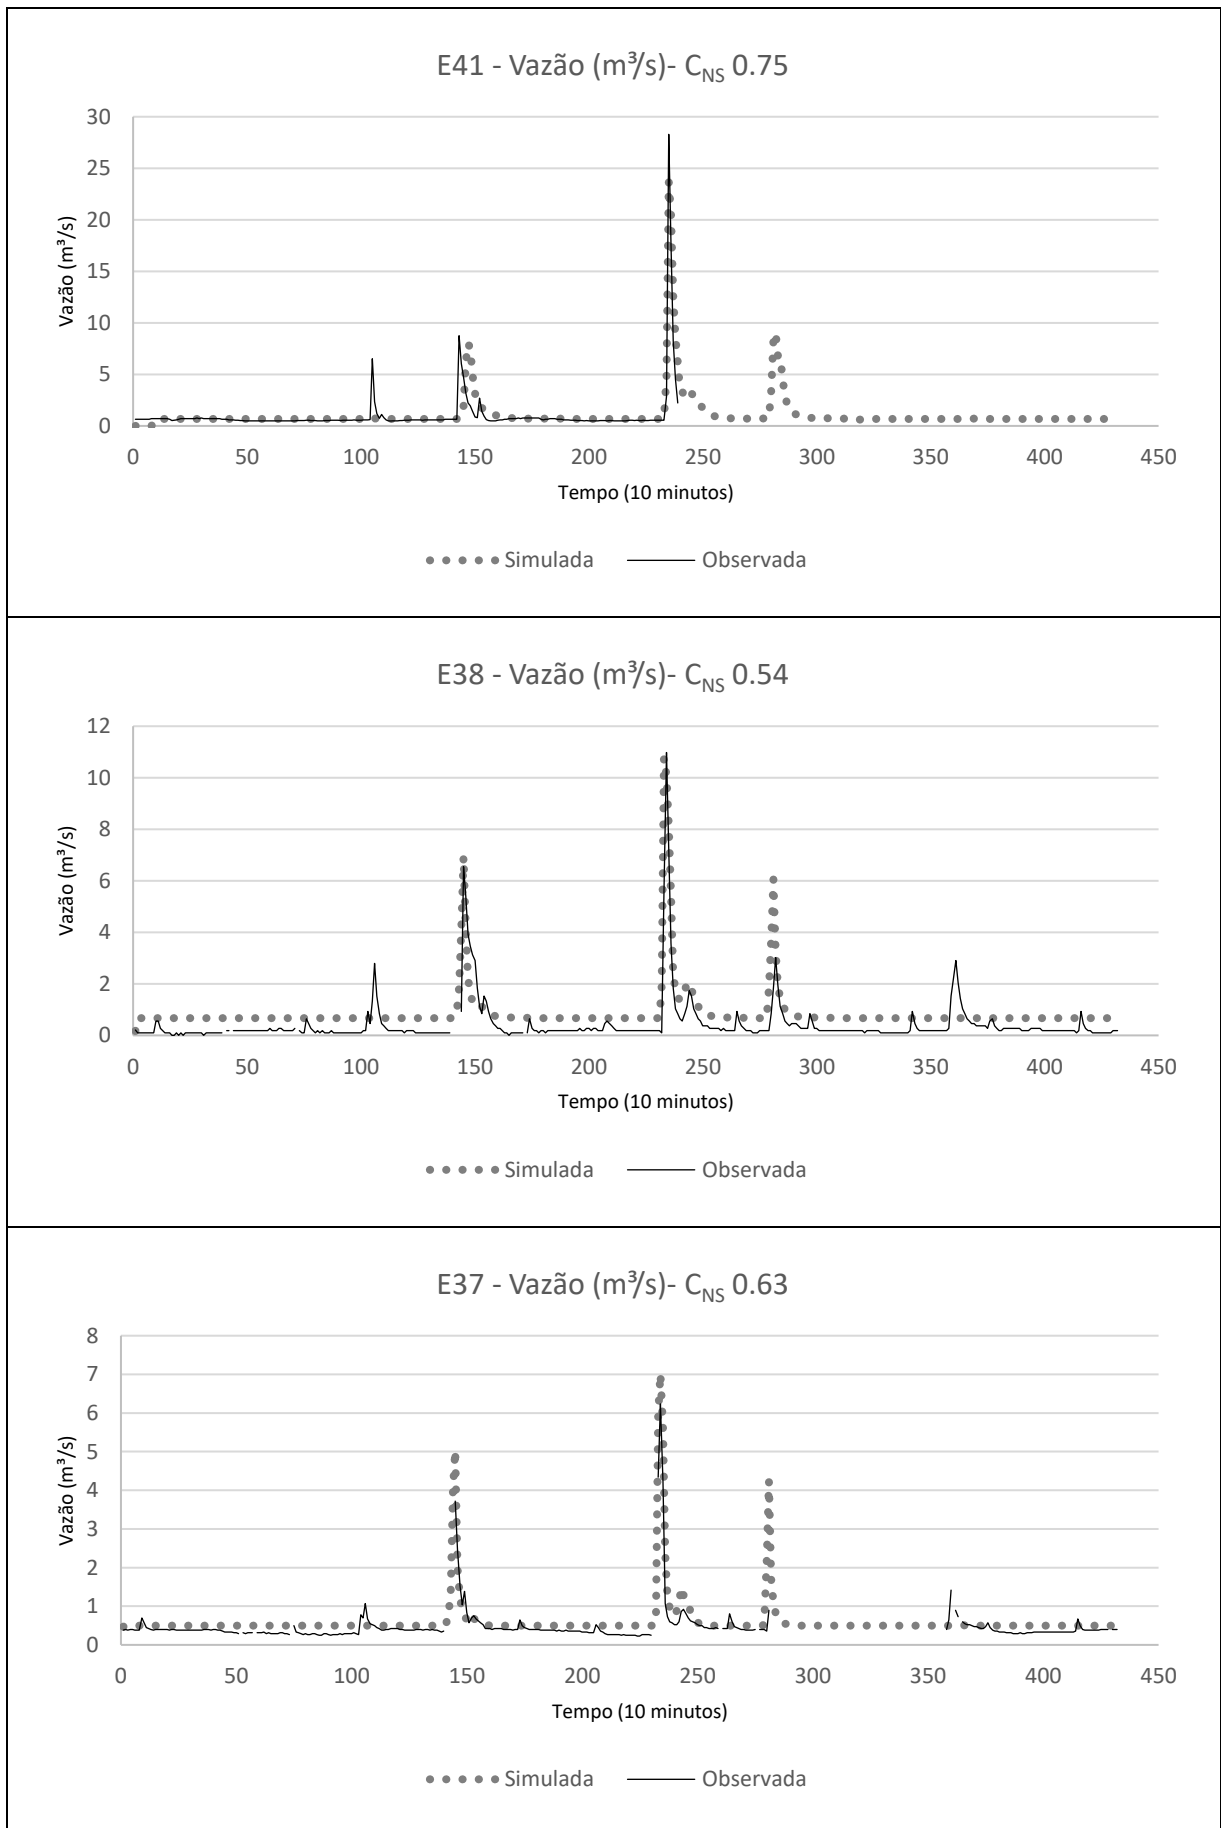 E41 - Vazão (m³/s)- CNS 0.75
30
25
20
15
10
5
0
Vazão (m³/s)
0 50 100 150 200 250 300 350 400 450
Tempo (10 minutos)
Simulada Observada
E38 - Vazão (m³/s)- CNS 0.54
12
10
8
6
4
2
0
Vazão (m³/s)
0 50 100 150 200 250 300 350 400 450
Tempo (10 minutos)
Simulada Observada
E37 - Vazão (m³/s)- CNS 0.63
8
7
6
5
4
3
2
1
0
Vazão (m³/s)
0 50 100 150 200 250 300 350 400 450
Tempo (10 minutos)
Simulada Observada